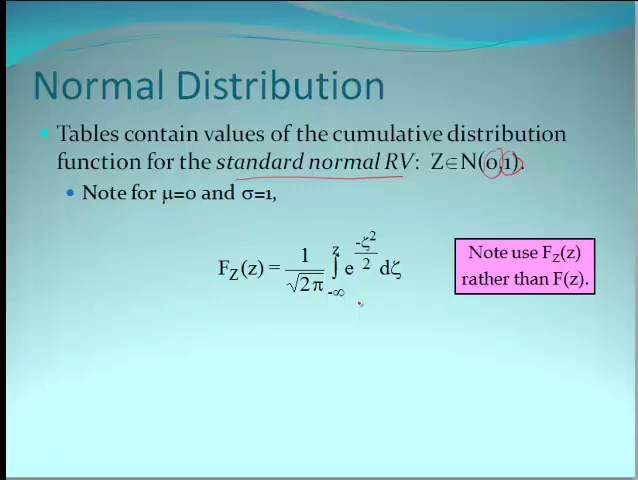 Normal Distribution
• Tables contain values of the cumulative distribution
function for the standard normal RV: Z∈N(0,1).
• Note for μ=0 and σ=1,
F_Z(z) = 1/√2π ∫_{-∞}^{z} e^{-ζ²/2} dζ
Note use F_Z(z)
rather than F(z).